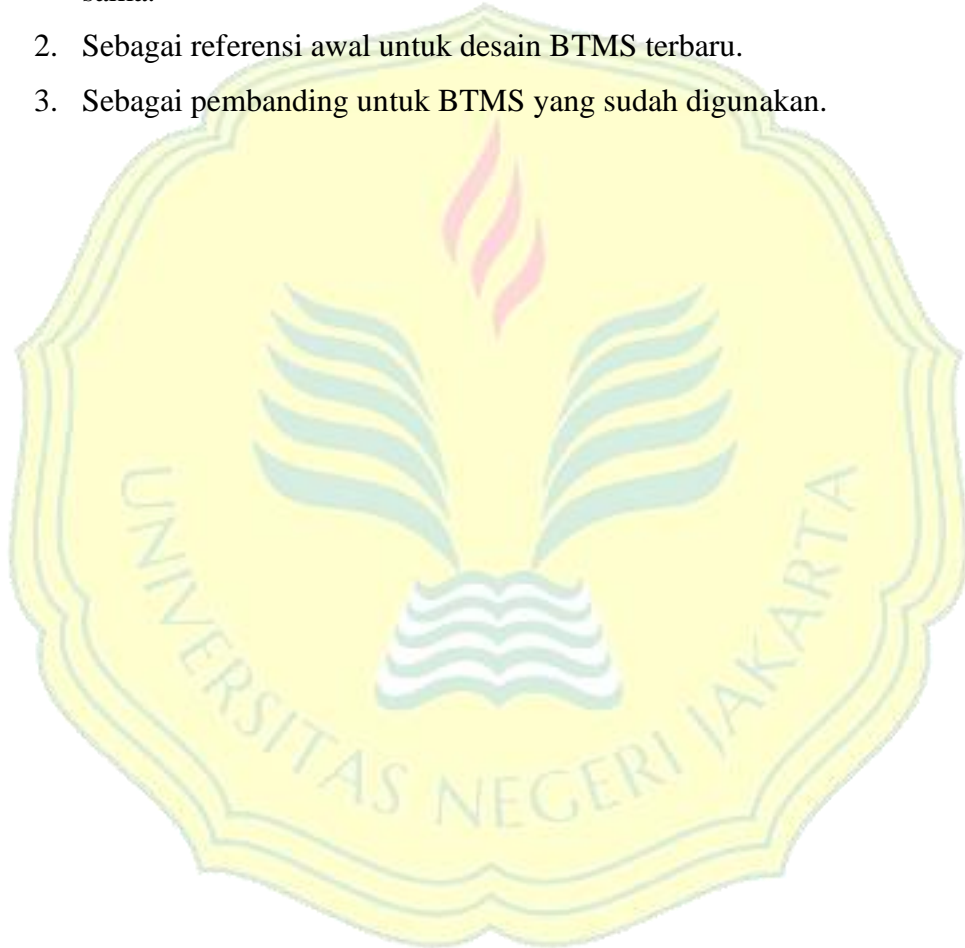 sama.
2. Sebagai referensi awal untuk desain BTMS terbaru.
3. Sebagai pembanding untuk BTMS yang sudah digunakan.
UNIVERSITAS NEGERI JAKARTA